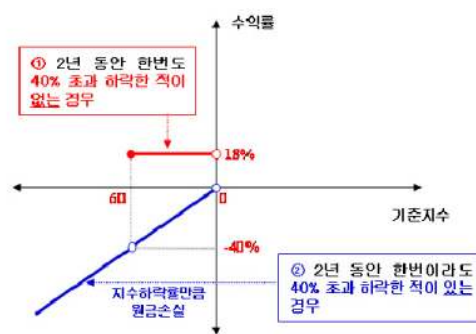 수익률
① 2년 동안 한번도
40% 초과 하락한 적이
없는 경우
18%
60
0
기준지수
-40%
지수하락률만큼
원금손실
② 2년 동안 한번이라도
40% 초과 하락한 적이 있는
경우